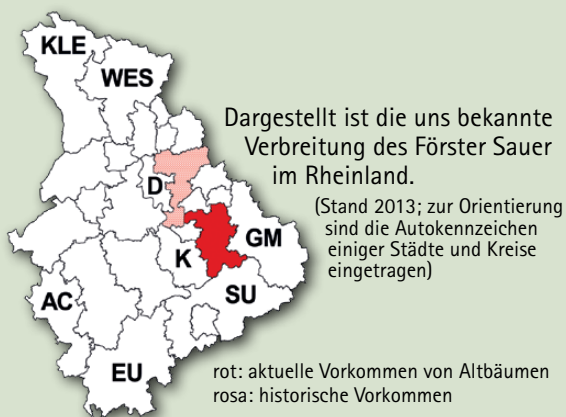 KLE
WES
Dargestellt ist die uns bekannte
Verbreitung des Förster Sauer
im Rheinland.
(Stand 2013; zur Orientierung
sind die Autokennzeichen
einiger Städte und Kreise
eingetragen)
D
GM
K
SU
AC
EU
rot: aktuelle Vorkommen von Altbäumen
rosa: historische Vorkommen